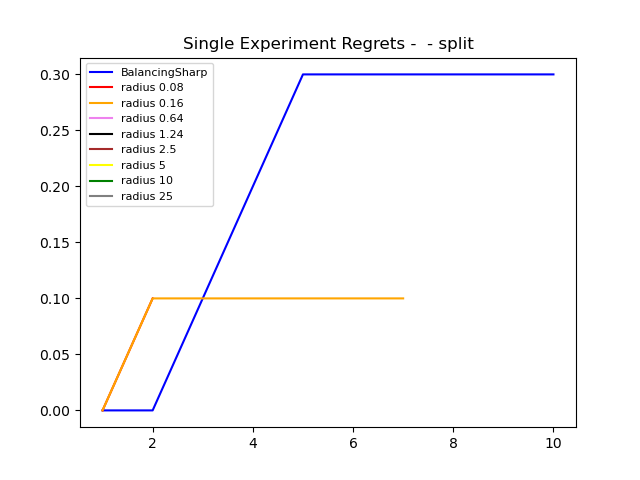 Single Experiment Regrets -  - split
BalancingSharp
radius 0.08
radius 0.16
radius 0.64
radius 1.24
radius 2.5
radius 5
radius 10
radius 25
0.30
0.25
0.20
0.15
0.10
0.05
0.00
2 4 6 8 10